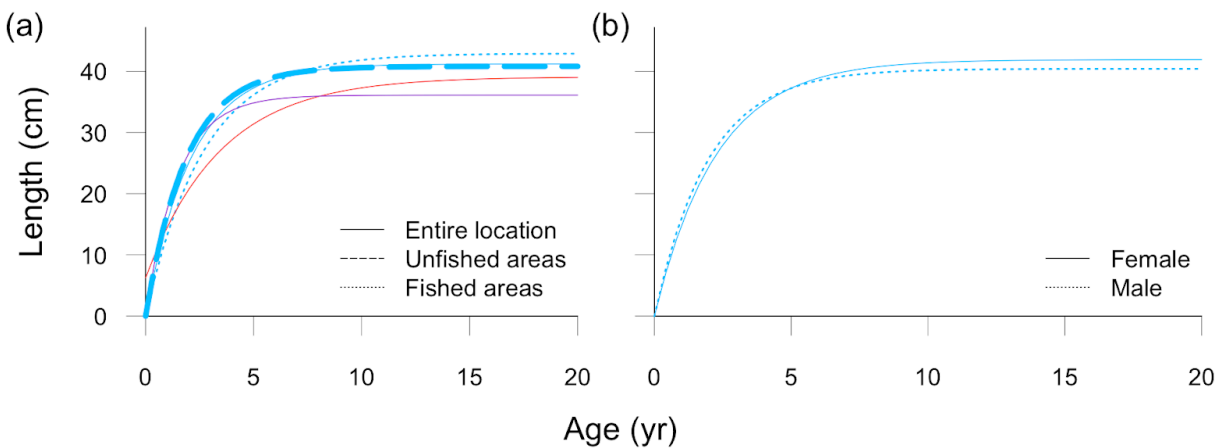 (a)
(b)
Length (cm)
40
30
20
10
0
Entire location
Unfished areas
Fished areas
0 5 10 15 20
Female
Male
0 5 10 15 20
Age (yr)